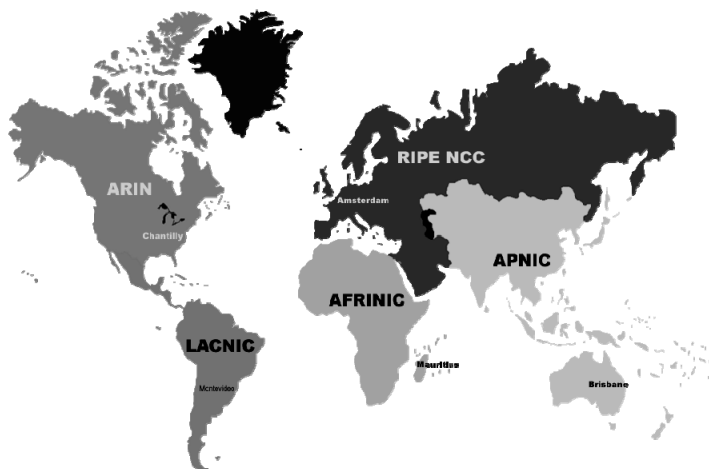 RIPE NCC
ARIN
Amsterdam
Chantilly
APNIC
AFRINIC
LACNIC
Mauritius
Brisbane
Montevideo